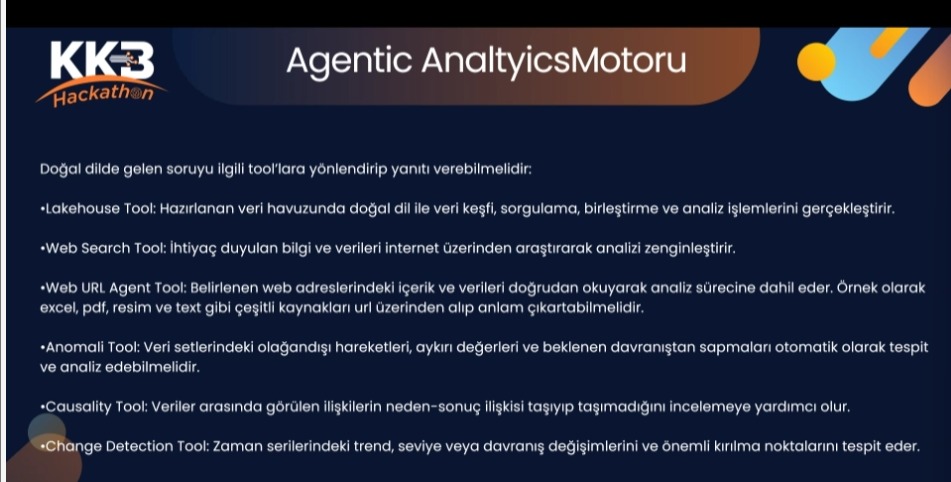 KKB
Hackathon
Agentic AnaltyicsMotoru
Doğal dilde gelen soruyu ilgili tool'lara yönlendirip yanıtı verebilmelidir:
•Lakehouse Tool: Hazırlanan veri havuzunda doğal dil ile veri keşfi, sorgulama, birleştirme ve analiz işlemlerini gerçekleştirir.
•Web Search Tool: İhtiyaç duyulan bilgi ve verileri internet üzerinden araştırarak analizi zenginleştirir.
•Web URL Agent Tool: Belirlenen web adreslerindeki içerik ve verileri doğrudan okuyarak analiz sürecine dahil eder. Örnek olarak
excel, pdf, resim ve text gibi çeşitli kaynakları url üzerinden alıp anlam çıkartabilmelidir.
•Anomali Tool: Veri setlerindeki olağandışı hareketleri, aykırı değerleri ve beklenen davranıştan sapmaları otomatik olarak tespit
ve analiz edebilmelidir.
•Causality Tool: Veriler arasında görülen ilişkilerin neden-sonuç ilişkisi taşıyıp taşımadığını incelemeye yardımcı olur.
•Change Detection Tool: Zaman serilerindeki trend, seviye veya davranış değişimlerini ve önemli kırılma noktalarını tespit eder.